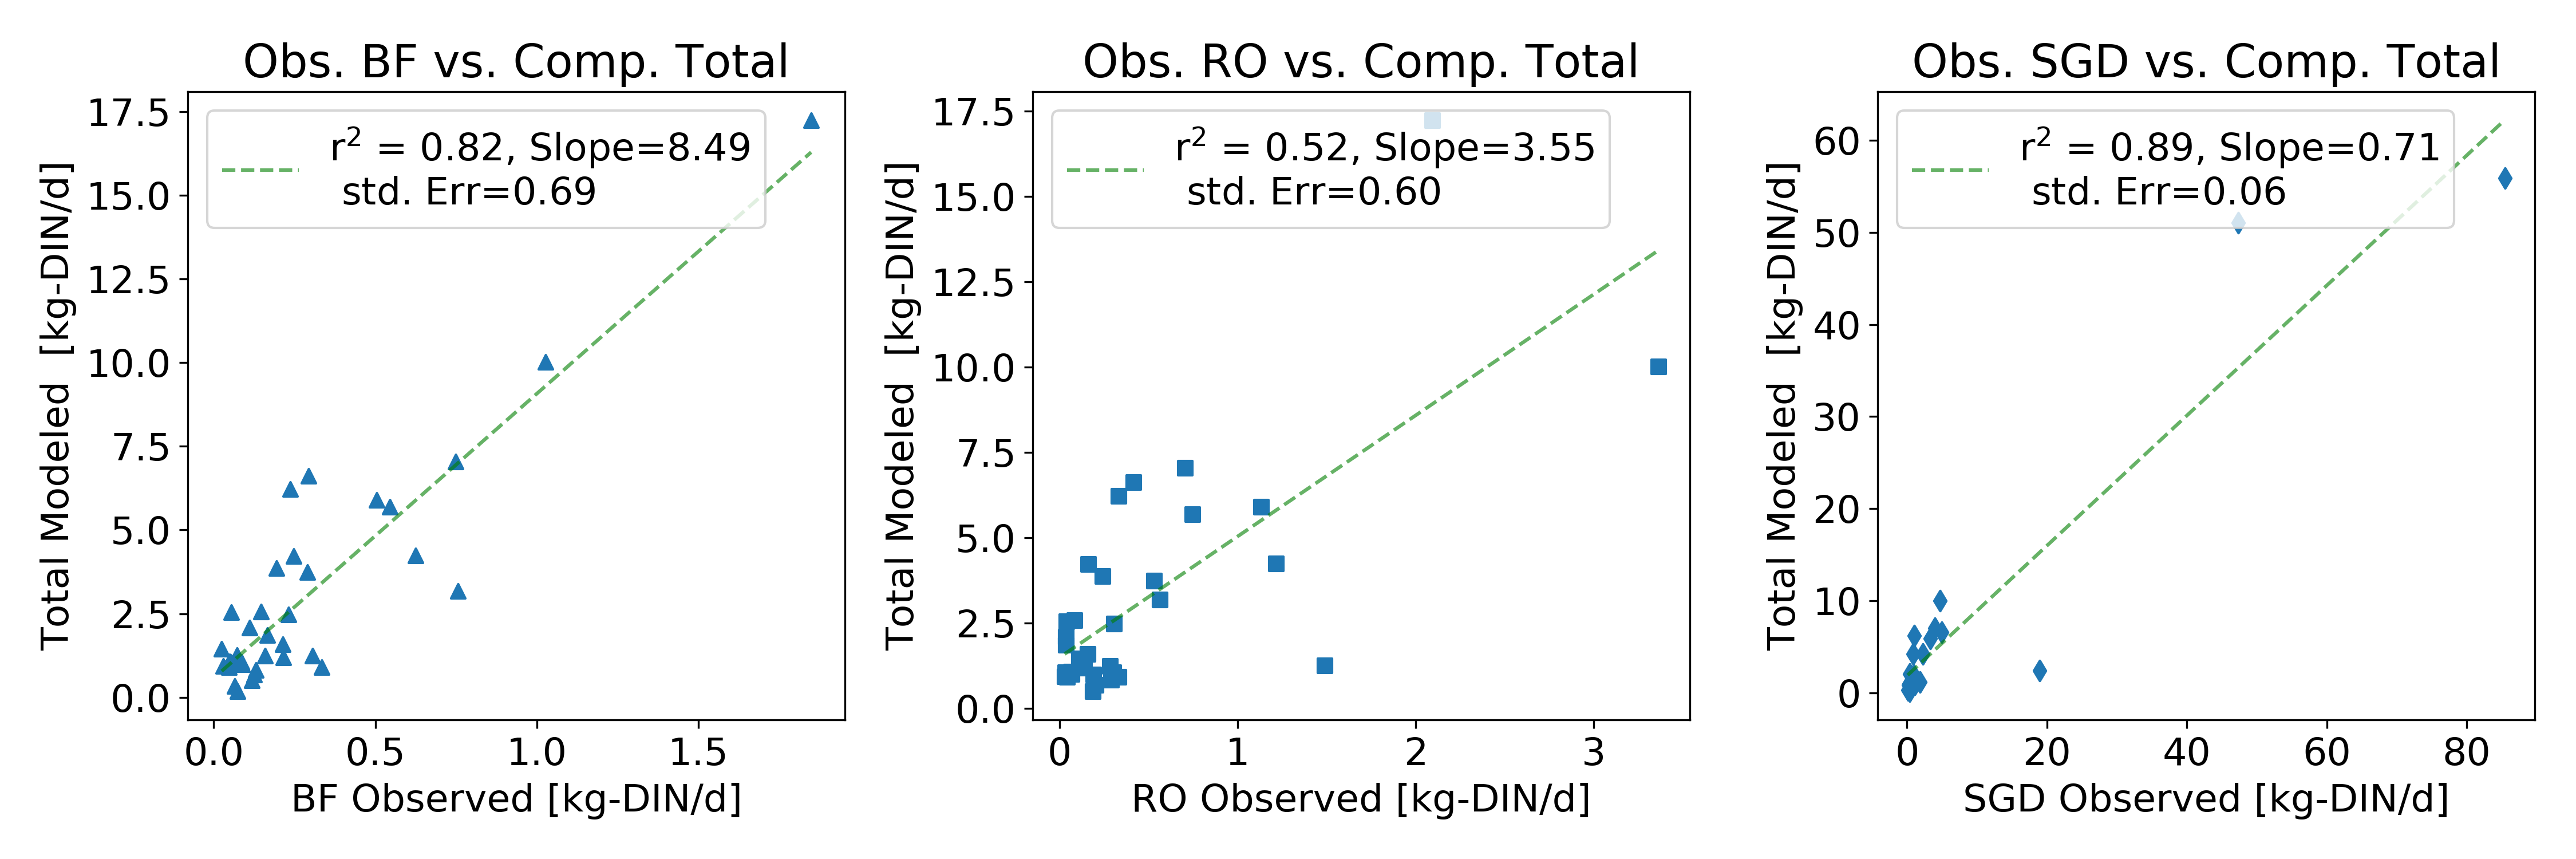 Obs. BF vs. Comp. Total
r² = 0.82, Slope=8.49
std. Err=0.69
Total Modeled [kg-DIN/d]
17.5
15.0
12.5
10.0
7.5
5.0
2.5
0.0
0.0 0.5 1.0 1.5
BF Observed [kg-DIN/d]
Obs. RO vs. Comp. Total
r² = 0.52, Slope=3.55
std. Err=0.60
Total Modeled [kg-DIN/d]
17.5
15.0
12.5
10.0
7.5
5.0
2.5
0.0
0 1 2 3
RO Observed [kg-DIN/d]
Obs. SGD vs. Comp. Total
r² = 0.89, Slope=0.71
std. Err=0.06
Total Modeled [kg-DIN/d]
60
50
40
30
20
10
0
0 20 40 60 80
SGD Observed [kg-DIN/d]